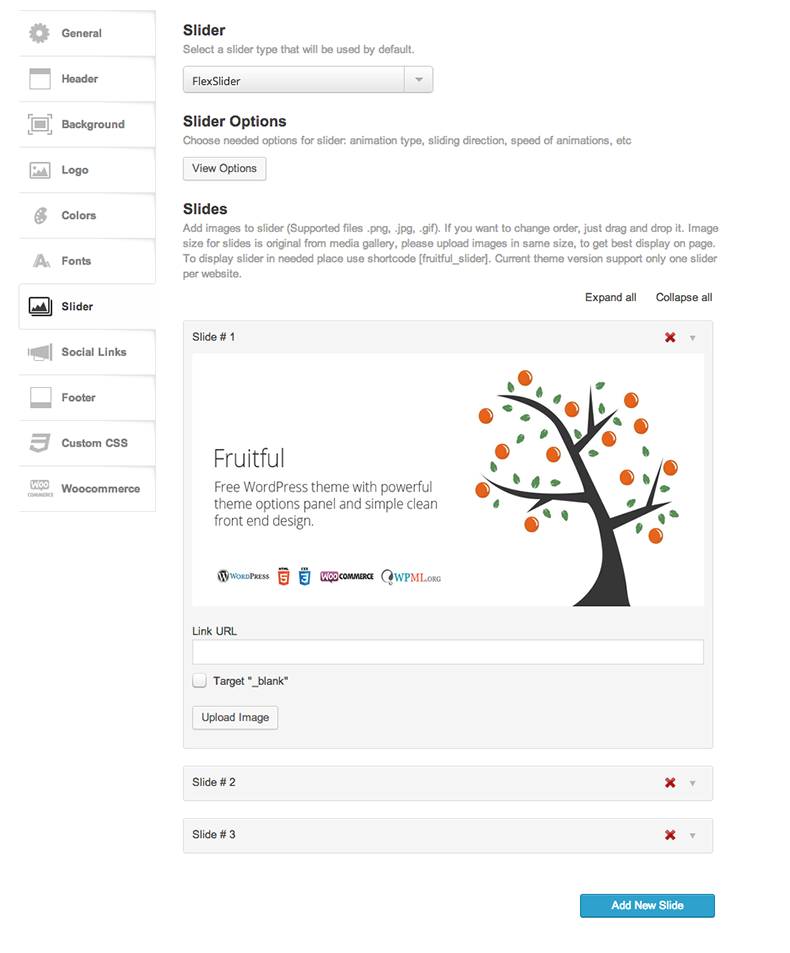 General
Header
Background
Logo
Colors
Fonts
Slider
Social Links
Footer
Custom CSS
Woocommerce
WOO
COMMERCE
Slider
Select a slider type that will be used by default.
FlexSlider
Slider Options
Choose needed options for slider: animation type, sliding direction, speed of animations, etc
View Options
Slides
Add images to slider (Supported files .png, .jpg, .gif). If you want to change order, just drag and drop it. Image
size for slides is original from media gallery, please upload images in same size, to get best display on page.
To display slider in needed place use shortcode [fruitful_slider]. Current theme version support only one slider
per website.
Expand all Collapse all
Slide # 1
Fruitful
Free WordPress theme with powerful
theme options panel and simple clean
front end design.
WORDPRESS HTML 5 CSS 3 WOO COMMERCE WPML.ORG
Link URL
Target "_blank"
Upload Image
Slide # 2
Slide # 3
Add New Slide